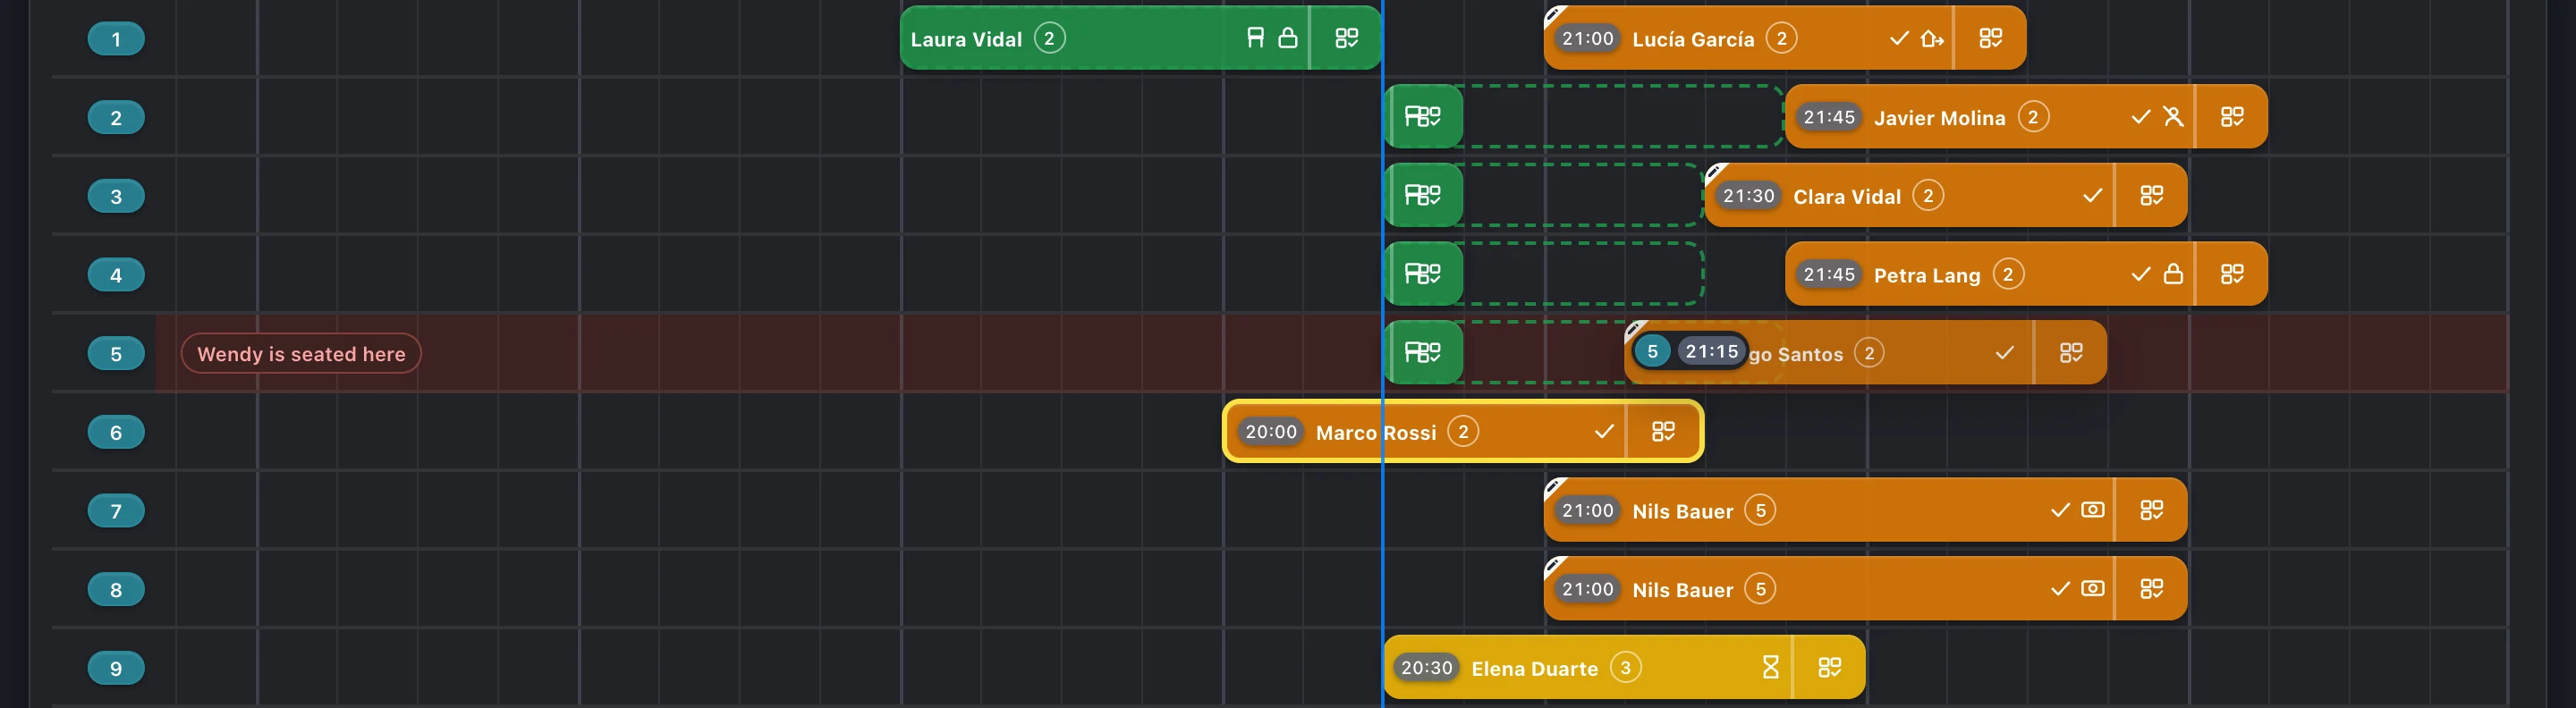 1 Laura Vidal 2 21:00 Lucía García 2
2 21:45 Javier Molina 2
3 21:30 Clara Vidal 2
4 21:45 Petra Lang 2
5 Wendy is seated here 5 21:15 go Santos 2
6 20:00 Marco Rossi 2
7 21:00 Nils Bauer 5
8 21:00 Nils Bauer 5
9 20:30 Elena Duarte 3